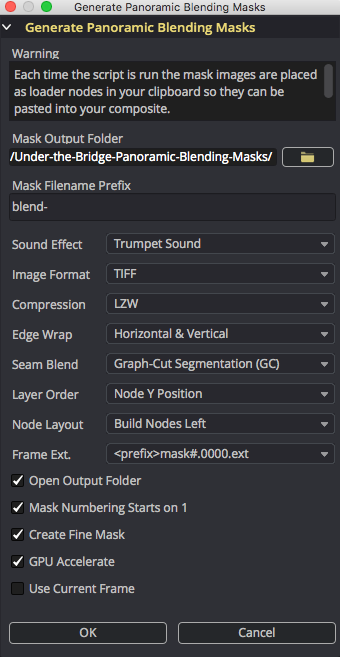 Generate Panoramic Blending Masks
Generate Panoramic Blending Masks
Warning
Each time the script is run the mask images are placed
as loader nodes in your clipboard so they can be
pasted into your composite.
Mask Output Folder
/Under-the-Bridge-Panoramic-Blending-Masks/
Mask Filename Prefix
blend-
Sound Effect Trumpet Sound
Image Format TIFF
Compression LZW
Edge Wrap Horizontal & Vertical
Seam Blend Graph-Cut Segmentation (GC)
Layer Order Node Y Position
Node Layout Build Nodes Left
Frame Ext. <prefix>mask#.0000.ext
Open Output Folder
Mask Numbering Starts on 1
Create Fine Mask
GPU Accelerate
Use Current Frame
OK Cancel